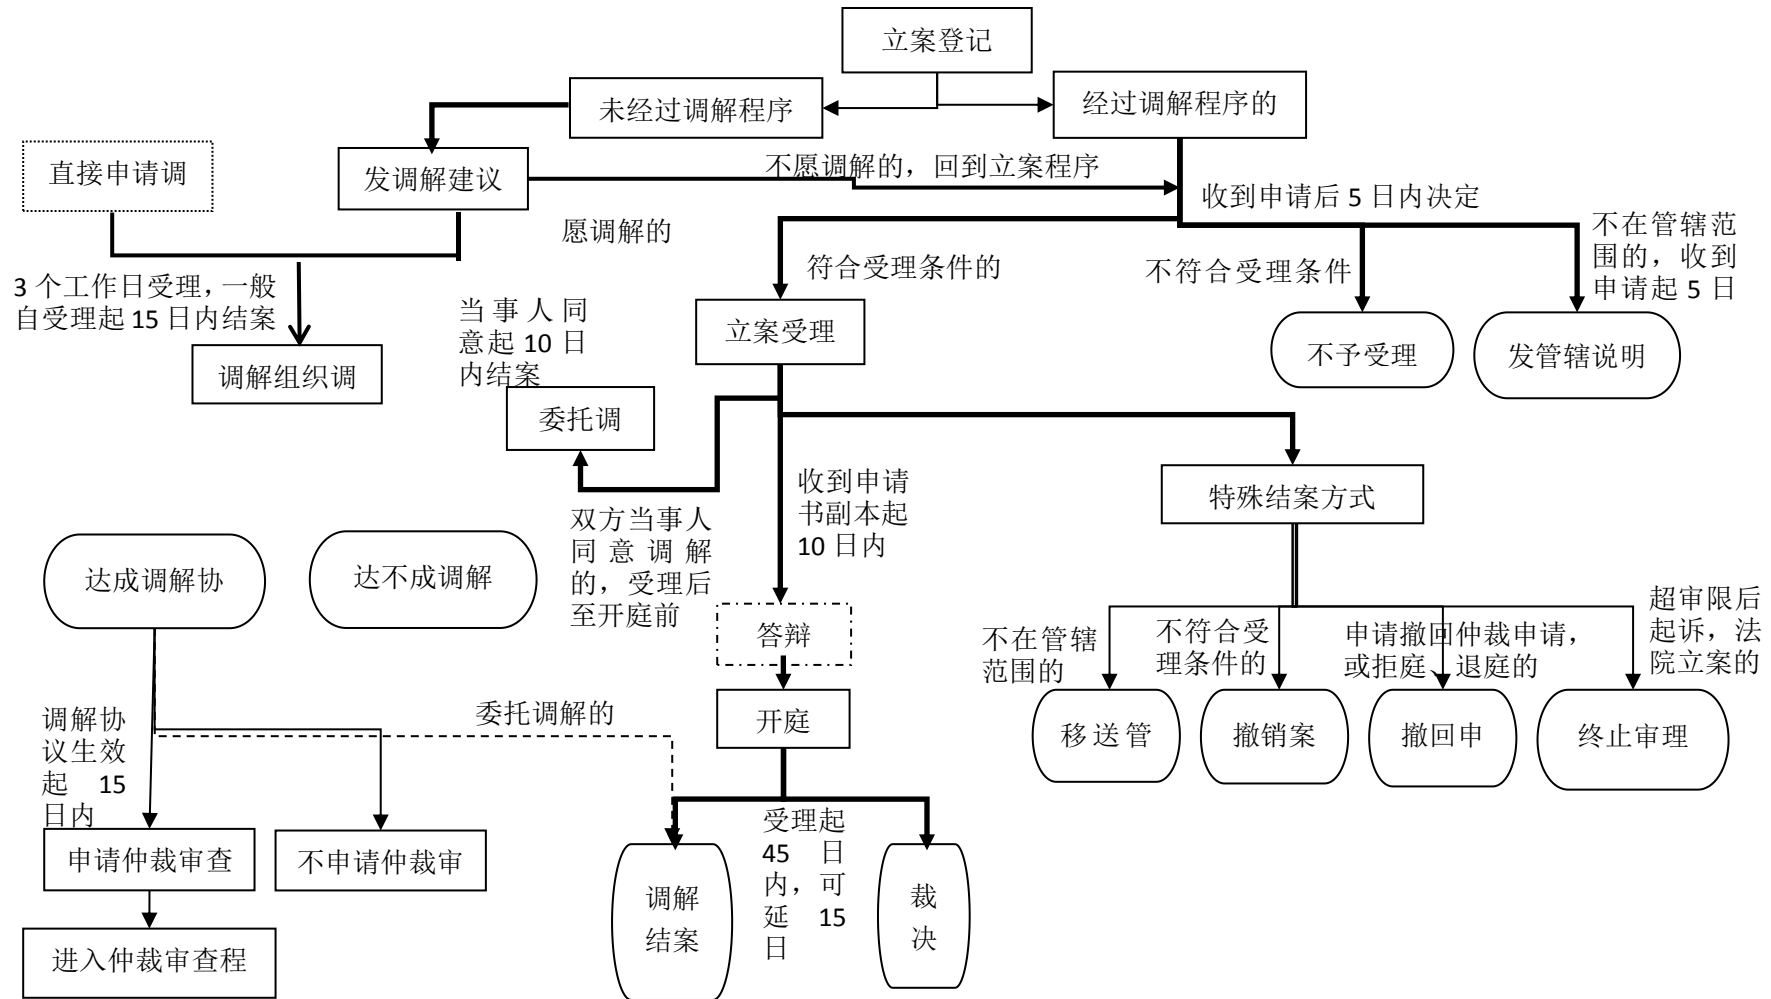 立案登记
未经过调解程序
经过调解程序的
直接申请调
发调解建议
不愿调解的，回到立案程序
收到申请后 5 日内决定
愿调解的
不在管辖范
围的，收到
申请起 5 日
符合受理条件的
不符合受理条件
3 个工作日受理，一般
自受理起 15 日内结案
当事人同
意起 10 日
内结案
立案受理
不予受理
发管辖说明
调解组织调
委托调
收到申请
书副本起
10 日内
特殊结案方式
双方当事人
同意调解
的，受理后
至开庭前
达成调解协
达不成调解
答辩
不在管辖
范围的
不符合受
理条件的
申请撤回仲裁申请，
或拒庭、退庭的
超审限后
起诉，法
院立案的
调解协
议生效
起 15
日内
委托调解的
开庭
移送管
撤销案
撤回申
终止审理
受理起
45 日
内，可
延 15
日
申请仲裁审查
不申请仲裁审
调解
结案
裁
决
进入仲裁审查程